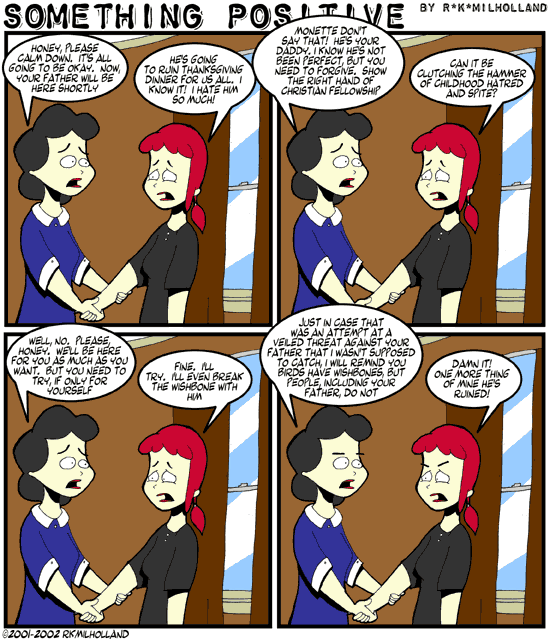 SOMETHING POSITIVE
BY R*K*MILHOLLAND
HONEY, PLEASE
CALM DOWN. IT'S ALL
GOING TO BE OKAY. NOW,
YOUR FATHER WILL BE
HERE SHORTLY
HE'S GOING
TO RUIN THANKSGIVING
DINNER FOR US ALL. I
KNOW IT! I HATE HIM
SO MUCH!
MONETTE DON'T
SAY THAT! HE'S YOUR
DADDY. I KNOW HE'S NOT
BEEN PERFECT, BUT YOU
NEED TO FORGIVE. SHOW
THE RIGHT HAND OF
CHRISTIAN FELLOWSHIP
CAN IT BE
CLUTCHING THE HAMMER
OF CHILDHOOD HATRED
AND SPITE?
WELL, NO. PLEASE,
HONEY. WE'LL BE HERE
FOR YOU AS MUCH AS YOU
WANT. BUT YOU NEED TO
TRY, IF ONLY FOR
YOURSELF
FINE. I'LL
TRY. I'LL EVEN BREAK
THE WISHBONE WITH
HIM
JUST IN CASE THAT
WAS AN ATTEMPT AT A
VEILED THREAT AGAINST YOUR
FATHER THAT I WASN'T SUPPOSED
TO CATCH, I WILL REMIND YOU
BIRDS HAVE WISHBONES, BUT
PEOPLE, INCLUDING YOUR
FATHER, DO NOT
DAMN IT!
ONE MORE THING
OF MINE HE'S
RUINED!
©2001-2002 RKMILHOLLAND